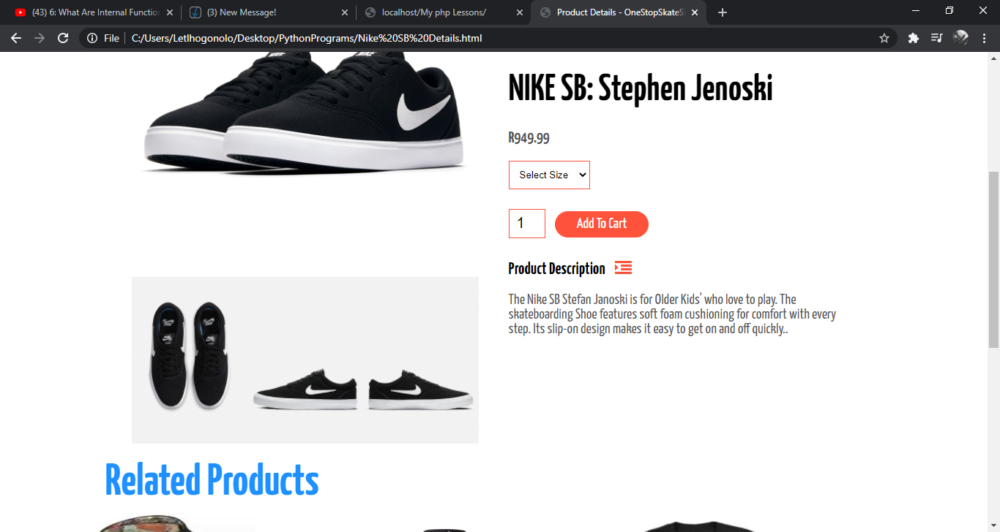 (43) 6: What Are Internal Function
(3) New Message!
localhost/My php Lessons/
Product Details - OneStopSkateS
File
C:/Users/Letlhogonolo/Desktop/PythonPrograms/Nike%20SB%20Details.html
NIKE SB: Stephen Jenoski
R949.99
Select Size
1
Add To Cart
Product Description
The Nike SB Stefan Janoski is for Older Kids' who love to play. The
skateboarding Shoe features soft foam cushioning for comfort with every
step. Its slip-on design makes it easy to get on and off quickly..
Related Products